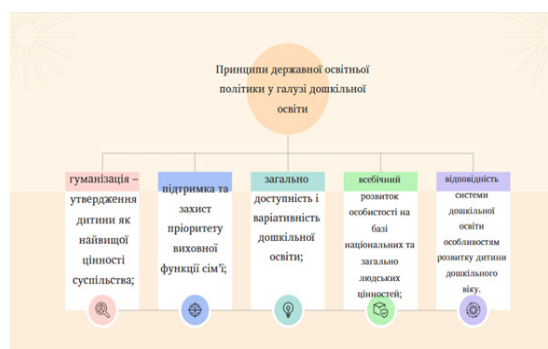 Принципи державної освітньої
політики у галузі дошкільної
освіти
гуманізація –
утвердження
дитини як
найвищої
цінності
суспільства;
підтримка та
захист
пріоритету
виховної
функції сім'ї;
загально
доступність і
варіативність
дошкільної
освіти;
всебічний
розвиток
особистості на
базі
національних та
загально
людських
цінностей;
відповідність
системи
дошкільної
освіти
особливостям
розвитку дитини
дошкільного
віку.